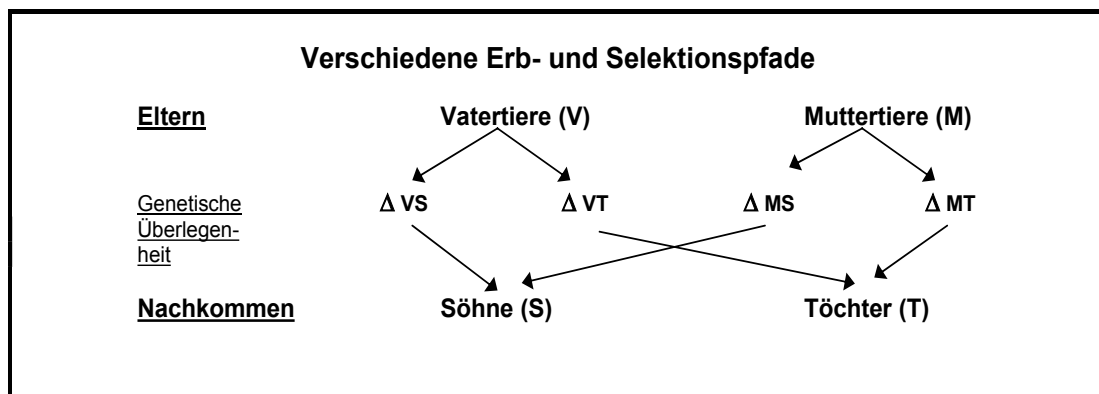 Verschiedene Erb- und Selektionspfade
Eltern Vatertiere (V) Muttertiere (M)
Genetische Δ VS Δ VT Δ MS Δ MT
Überlegen-
heit
Nachkommen Söhne (S) Töchter (T)